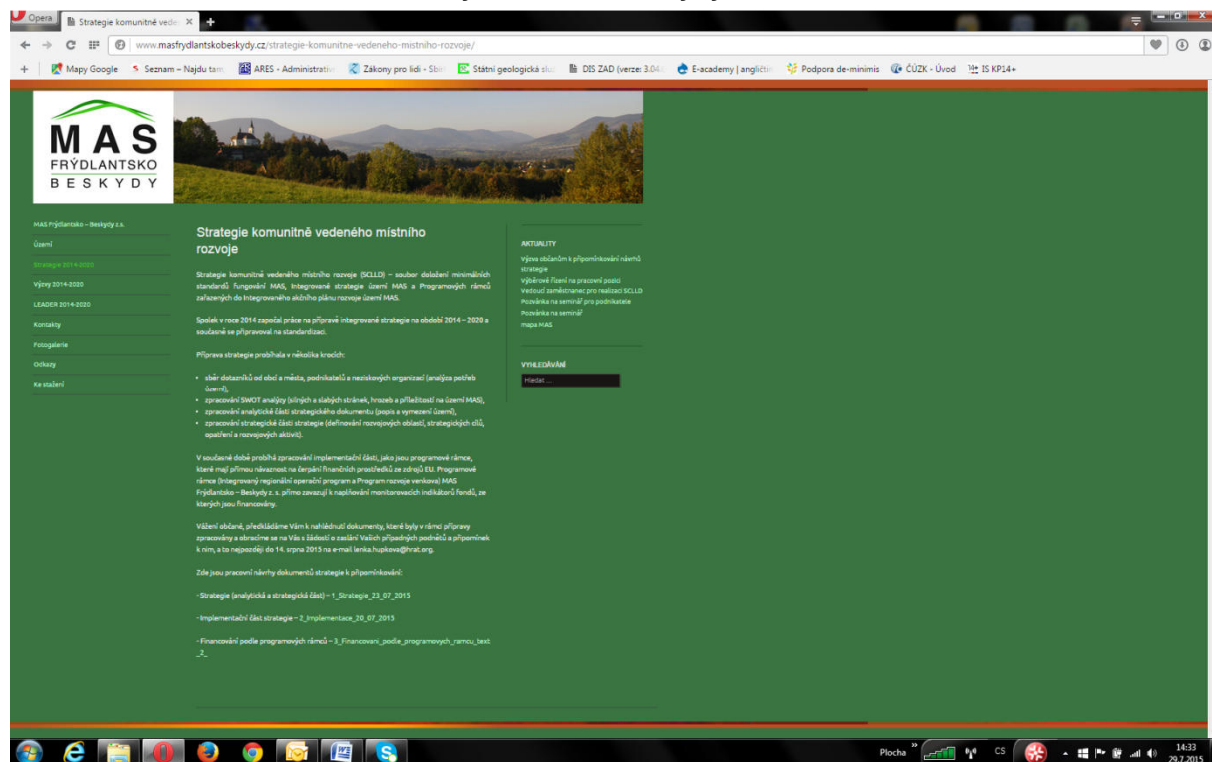 Opera
Strategie komunitně veder
www.masfrydlantskobeskydy.cz/strategie-komunitne-vedeneho-mistniho-rozvoje/
Mapy Google
Seznam – Najdu tam
ARES - Administrativ
Zákony pro lidi - Sbír
Státní geologická slu
DIS ZAD (verze: 3.04
E-academy | angličtin
Podpora de-minimis
ČÚZK - Úvod
IS KP14+
MAS
FRÝDLANTSKO
BESKYDY
MAS Frýdlantsko – Beskydy z.s.
Území
Strategie 2014-2020
Výzvy 2014-2020
LEADER 2014-2020
Kontakty
Fotogalerie
Odkazy
Ke stažení
Strategie komunitně vedeného místního
rozvoje
Strategie komunitně vedeného místního rozvoje (SCLLD) – soubor doložení minimálních
standardů fungování MAS, Integrované strategie území MAS a Programových rámců
zařazených do Integrovaného akčního plánu rozvoje území MAS.
Spolek v roce 2014 započal práce na přípravě integrované strategie na období 2014 – 2020 a
současně se připravoval na standardizaci.
Příprava strategie probíhala v několika krocích:
• sběr dotazníků od obcí a města, podnikatelů a neziskových organizací (analýza potřeb
území),
• zpracování SWOT analýzy (silných a slabých stránek, hrozeb a příležitostí na území MAS),
• zpracování analytické části strategického dokumentu (popis a vymezení území),
• zpracování strategické části strategie (definování rozvojových oblastí, strategických cílů,
opatření a rozvojových aktivit).
V současné době probíhá zpracování implementační části, jako jsou programové rámce,
které mají přímou návaznost na čerpání finančních prostředků ze zdrojů EU. Programové
rámce (Integrovaný regionální operační program a Program rozvoje venkova) MAS
Frýdlantsko – Beskydy z. s. přímo zavazují k naplňování monitorovacích indikátorů fondů, ze
kterých jsou financovány.
Vážení občané, předkládáme Vám k nahlédnutí dokumenty, které byly v rámci přípravy
zpracovány a obracíme se na Vás s žádostí o zaslání Vašich případných podnětů a připomínek
k nim, a to nejpozději do 14. srpna 2015 na e-mail lenka.hupkova@hrat.org.
Zde jsou pracovní návrhy dokumentů strategie k připomínkování:
- Strategie (analytická a strategická část) – 1_Strategie_23_07_2015
- Implementační část strategie – 2_Implementace_20_07_2015
- Financování podle programových rámců – 3_Financovani_podle_programovych_ramcu_text
_2_
AKTUALITY
Výzva občanům k připomínkování návrhů
strategie
Výběrové řízení na pracovní pozici
Vedoucí zaměstnanec pro realizaci SCLLD
Pozvánka na seminář pro podnikatele
Pozvánka na seminář
mapa MAS
VYHLEDÁVÁNÍ
Hledat …
Plocha
CS
14:33
29.7.2015